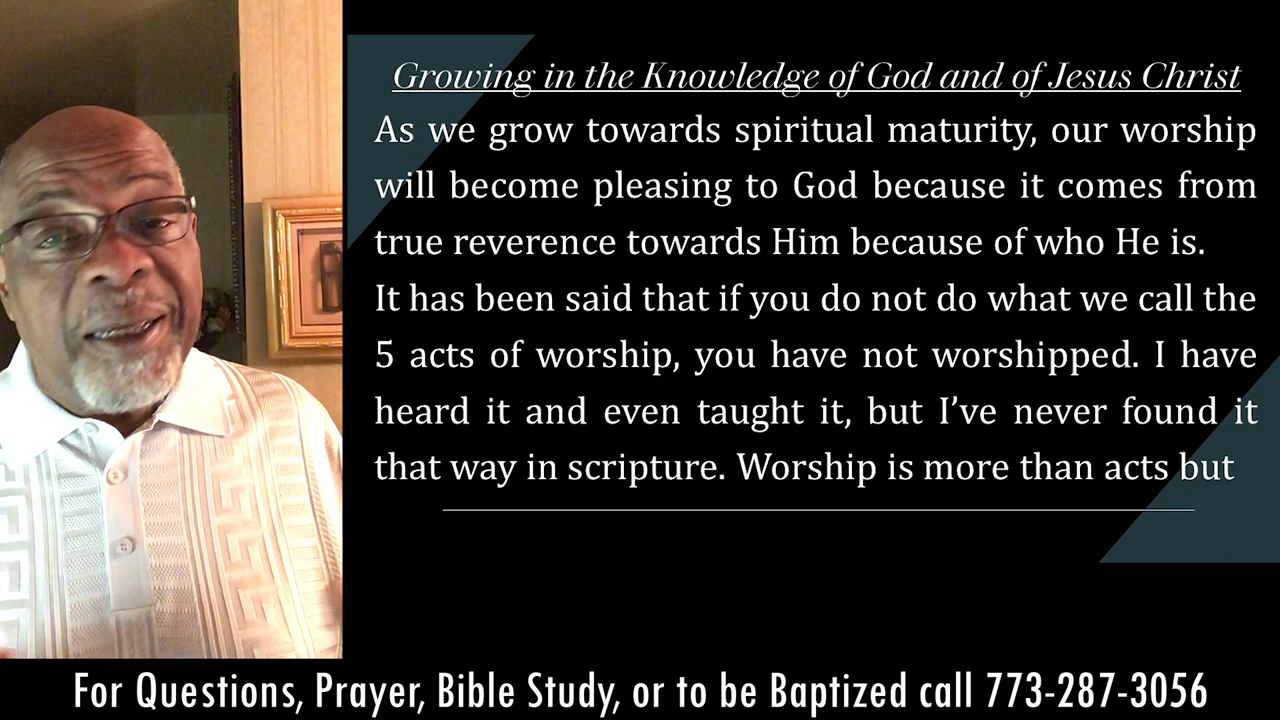 Growing in the Knowledge of God and of Jesus Christ
As we grow towards spiritual maturity, our worship
will become pleasing to God because it comes from
true reverence towards Him because of who He is.
It has been said that if you do not do what we call the
5 acts of worship, you have not worshipped. I have
heard it and even taught it, but I’ve never found it
that way in scripture. Worship is more than acts but
For Questions, Prayer, Bible Study, or to be Baptized call 773-287-3056